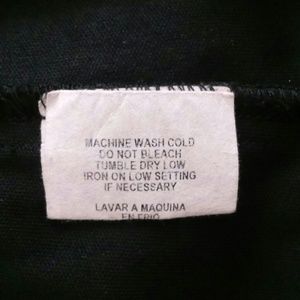 MACHINE WASH COLD
DO NOT BLEACH
TUMBLE DRY LOW
IRON ON LOW SETTING
IF NECESSARY
LAVAR A MAQUINA
EN FRIO